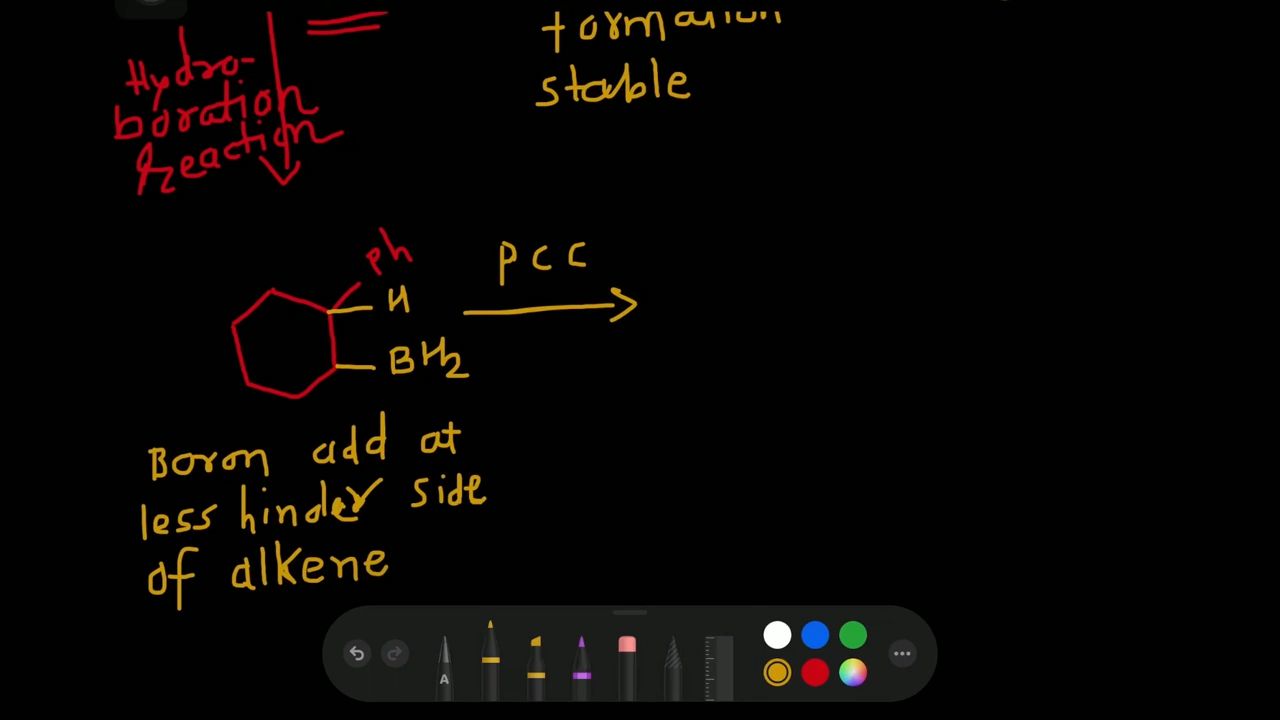 formation
stable
Hydro-
boration
reaction
Ph
H
BH2
PCC
Boron add at
less hinder side
of alkene
A